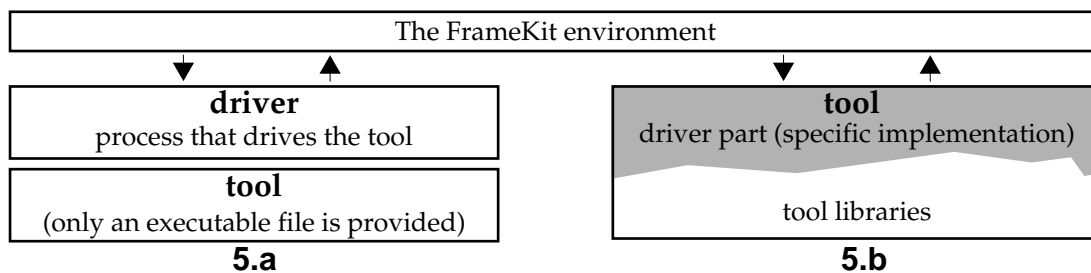 The FrameKit environment
driver
process that drives the tool
tool
(only an executable file is provided)
5.a
tool
driver part (specific implementation)
tool libraries
5.b